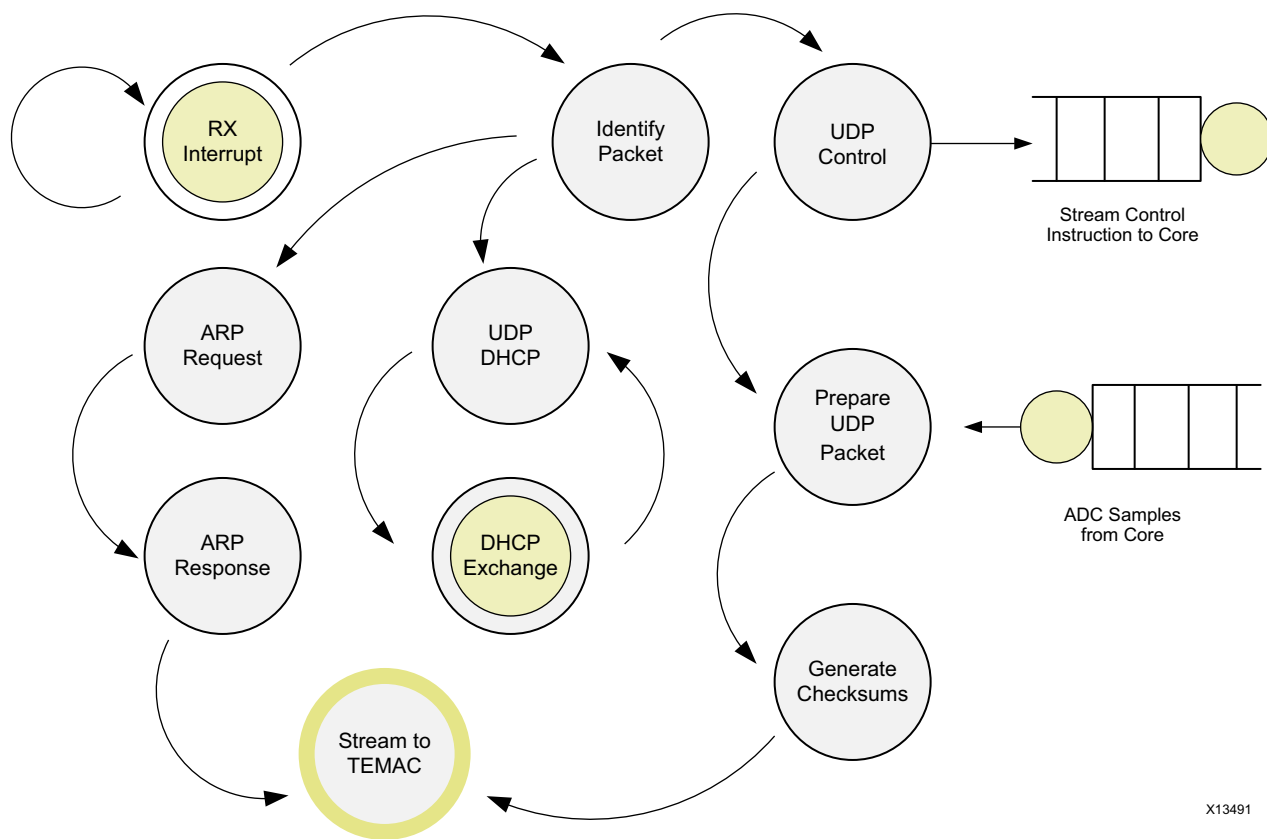 RX
Interrupt
Identify
Packet
UDP
Control
Stream Control
Instruction to Core
ARP
Request
UDP
DHCP
Prepare
UDP
Packet
ADC Samples
from Core
ARP
Response
DHCP
Exchange
Generate
Checksums
Stream to
TEMAC
X13491